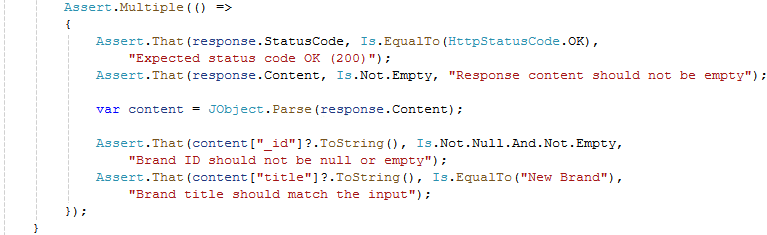 Assert.Multiple(() =>
{
Assert.That(response.StatusCode, Is.EqualTo(HttpStatusCode.OK),
"Expected status code OK (200)");
Assert.That(response.Content, Is.Not.Empty, "Response content should not be empty");
var content = JObject.Parse(response.Content);
Assert.That(content["_id"]?.ToString(), Is.Not.Null.And.Not.Empty,
"Brand ID should not be null or empty");
Assert.That(content["title"]?.ToString(), Is.EqualTo("New Brand"),
"Brand title should match the input");
});
}